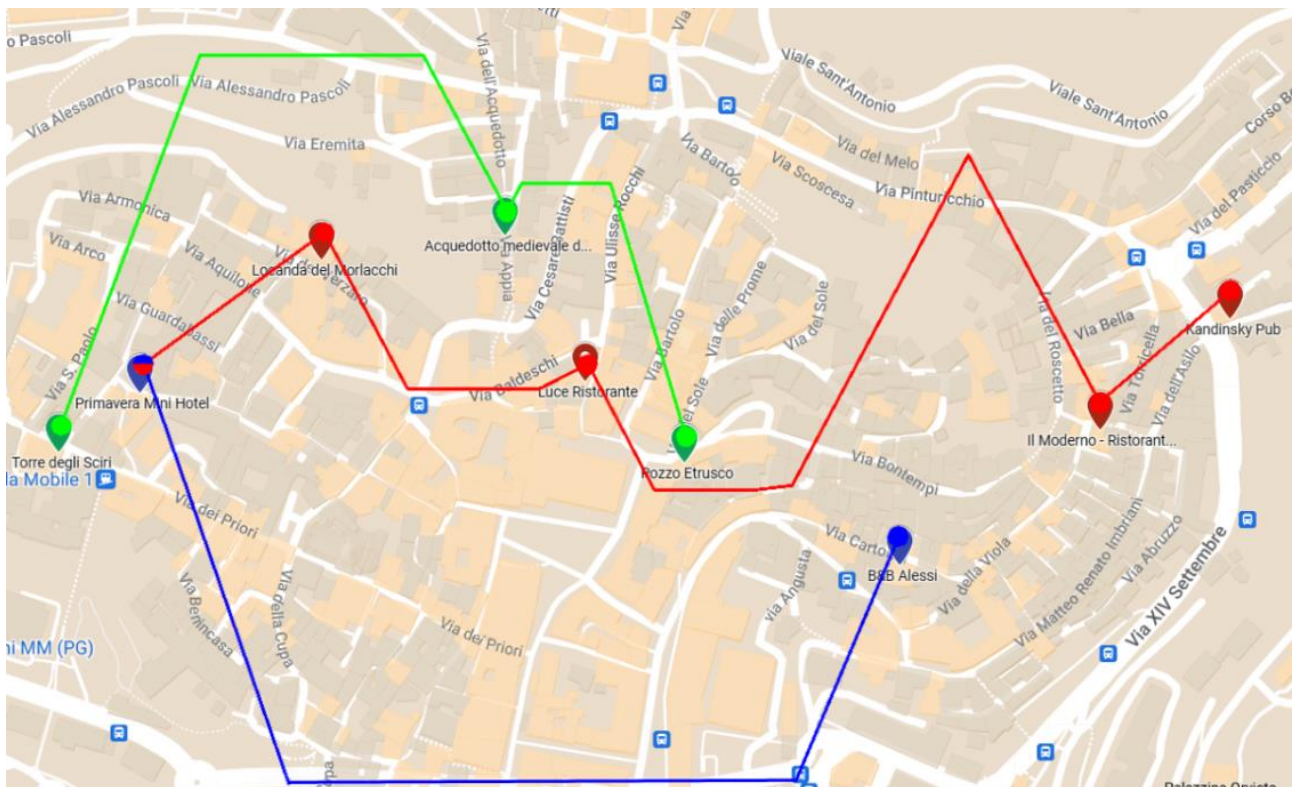 o Pascoli
Via Alessandro Pascoli
Via Alessandro Pascoli
Via dell'Acquedotto
Viale Sant'Antonio
Viale Sant'Antonio
Corso B
Via Eremita
Via Bartolo
Via del Melo
Via Scoscesa
Via Pinturicchio
Via del Pasticcio
Via Armonica
Via Arco
Via Aquilone
Locanda del Morlacchi
Acquedotto medievale d...
Via Appia
Via Cesare Battisti
Via Ulisse Rocchi
Via Guardabassi
Via S. Paolo
Via Bartolo
Via delle Prome
Via del Sole
Via del Roscetto
Via Bella
Via Torricella
Via dell'Asilo
Kandinsky Pub
Via Baldeschi
Luce Ristorante
Primavera Mini Hotel
Torre degli Sciri
la Mobile 1
del Sole
Pozzo Etrusco
Il Moderno - Ristorant...
Via Bontempi
Via dei Priori
Via Carto
B&B Alessi
Via Angusta
Via della Viola
Via Matteo Renato Imbriani
Via Abruzzo
Via XIV Settembre
Via Benincasa
Via della Cupa
Via dei Priori
ni MM (PG)
Palazzina Orvieto